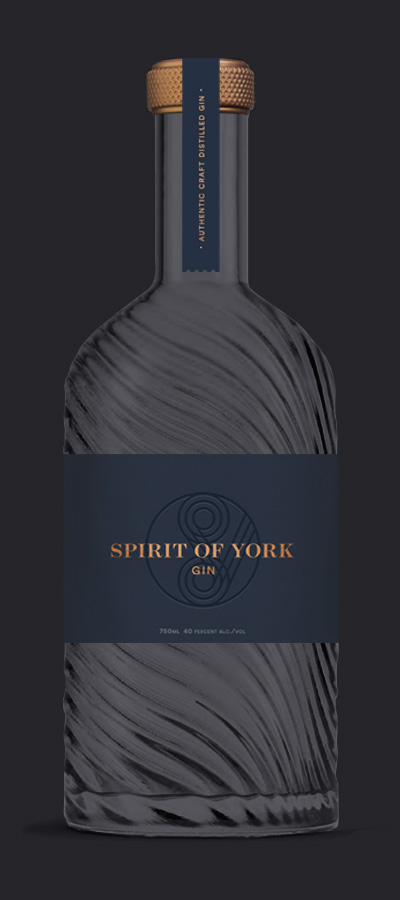 • AUTHENTIC CRAFT DISTILLED GIN •
SPIRIT OF YORK
GIN
750ML 40 PERCENT ALC./VOL